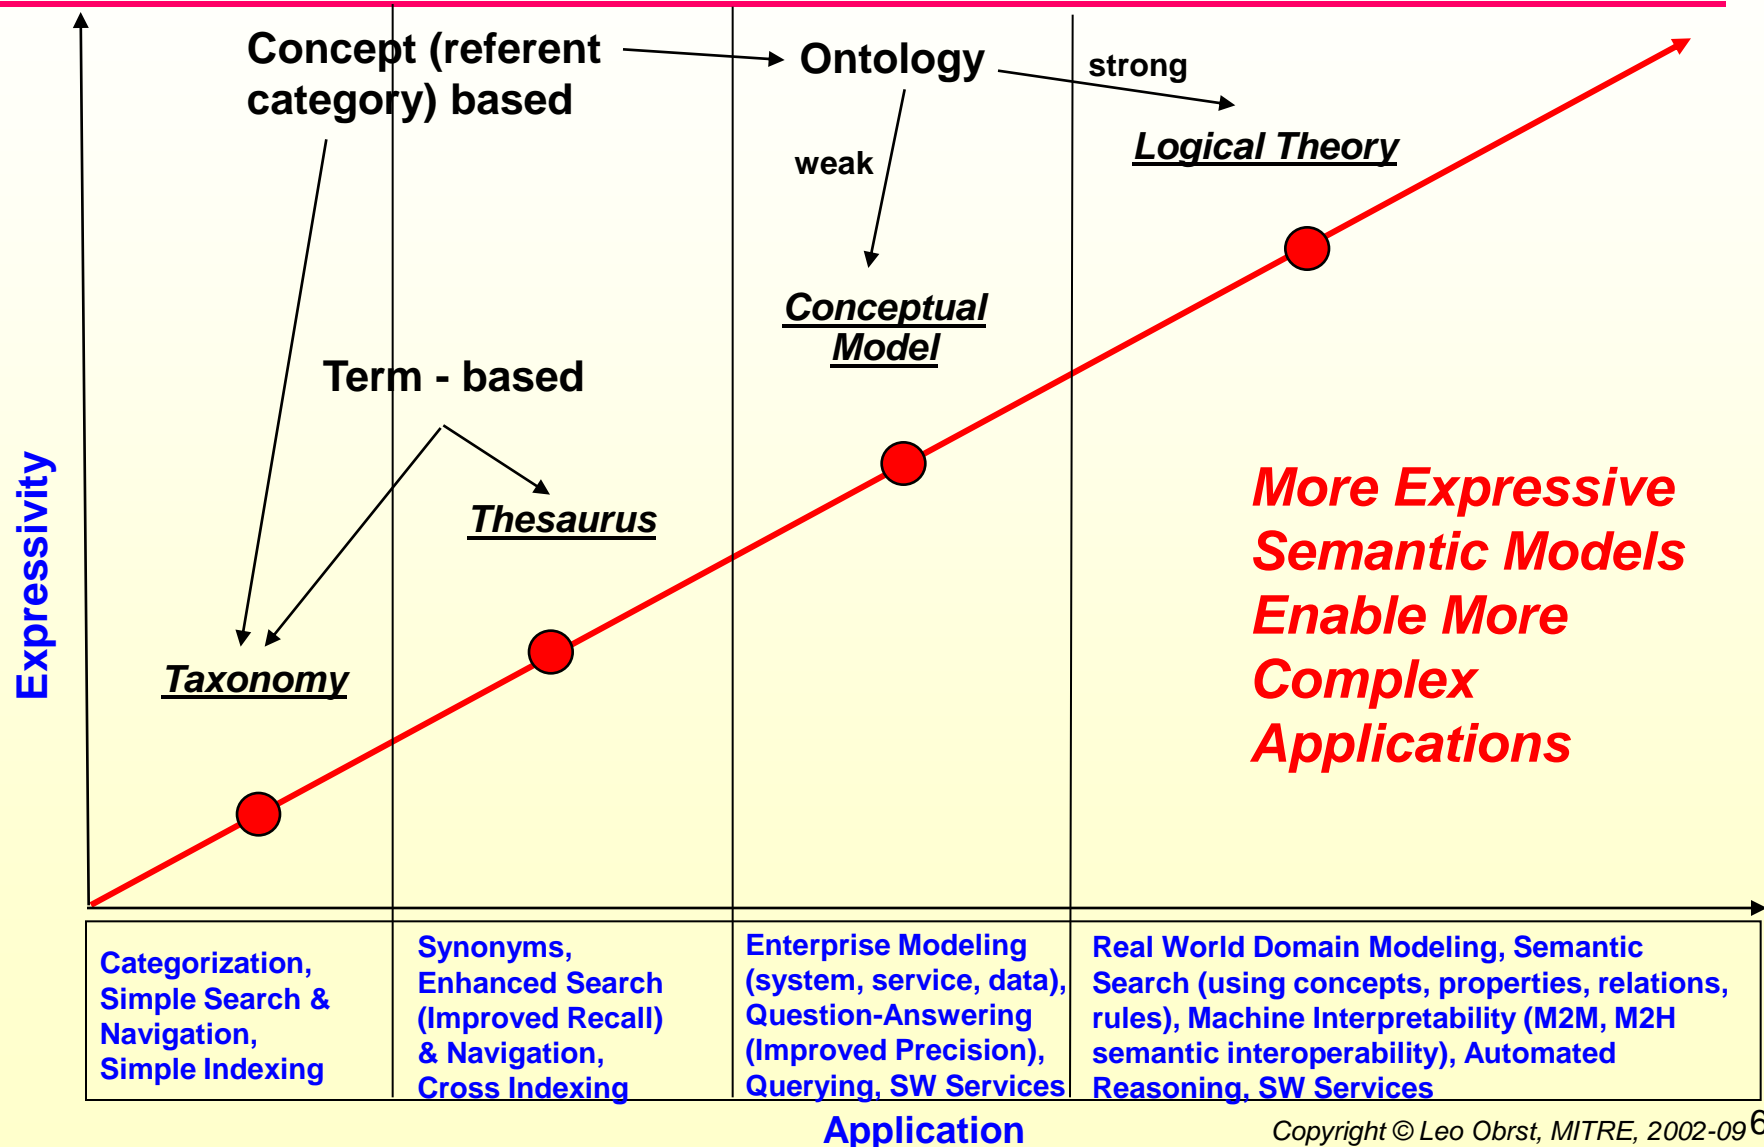 Concept (referent
category) based
Ontology
strong
Logical Theory
weak
Conceptual
Model
Term - based
Thesaurus
Taxonomy
Expressivity
More Expressive
Semantic Models
Enable More
Complex
Applications
Categorization,
Simple Search &
Navigation,
Simple Indexing
Synonyms,
Enhanced Search
(Improved Recall)
& Navigation,
Cross Indexing
Enterprise Modeling
(system, service, data),
Question-Answering
(Improved Precision),
Querying, SW Services
Real World Domain Modeling, Semantic
Search (using concepts, properties, relations,
rules), Machine Interpretability (M2M, M2H
semantic interoperability), Automated
Reasoning, SW Services
Application
Copyright © Leo Obrst, MITRE, 2002-09
6